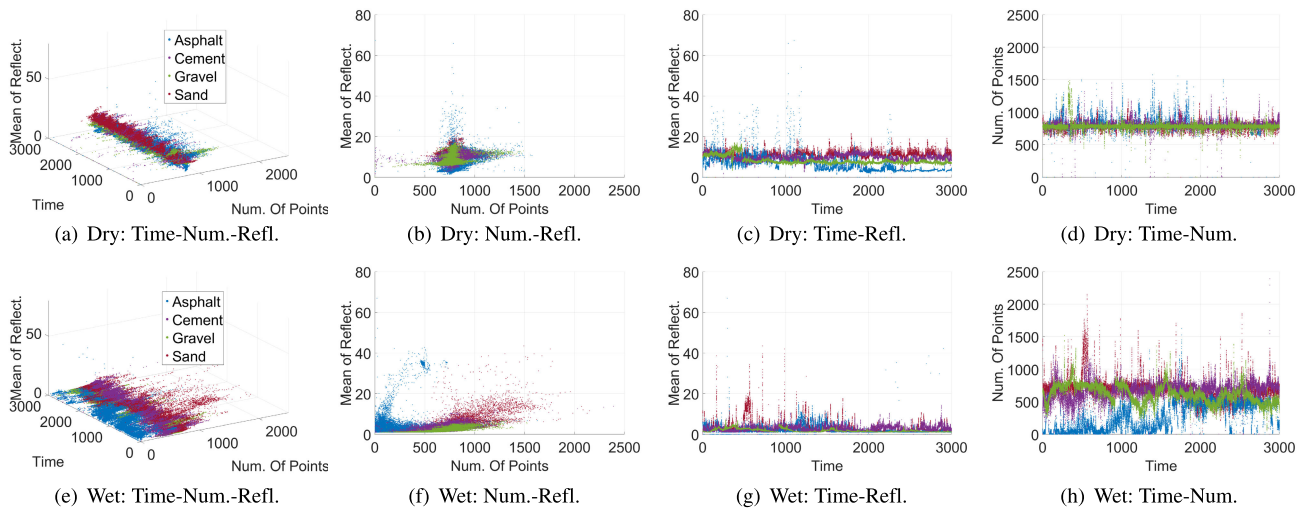 Mean of Reflect.
50
0
3000
2000
1000
0
Time
0
1000
2000
Num. Of Points
Asphalt
Cement
Gravel
Sand
(a) Dry: Time-Num.-Refl.
Mean of Reflect.
80
60
40
20
0
0 500 1000 1500 2000 2500
Num. Of Points
(b) Dry: Num.-Refl.
Mean of Reflect.
80
60
40
20
0
0 1000 2000 3000
Time
(c) Dry: Time-Refl.
Num. Of Points
2500
2000
1500
1000
500
0
0 1000 2000 3000
Time
(d) Dry: Time-Num.
Mean of Reflect.
50
0
3000
2000
1000
0
Time
0
1000
2000
Num. Of Points
Asphalt
Cement
Gravel
Sand
(e) Wet: Time-Num.-Refl.
Mean of Reflect.
80
60
40
20
0
0 500 1000 1500 2000 2500
Num. Of Points
(f) Wet: Num.-Refl.
Mean of Reflect.
80
60
40
20
0
0 1000 2000 3000
Time
(g) Wet: Time-Refl.
Num. Of Points
2500
2000
1500
1000
500
0
0 1000 2000 3000
Time
(h) Wet: Time-Num.